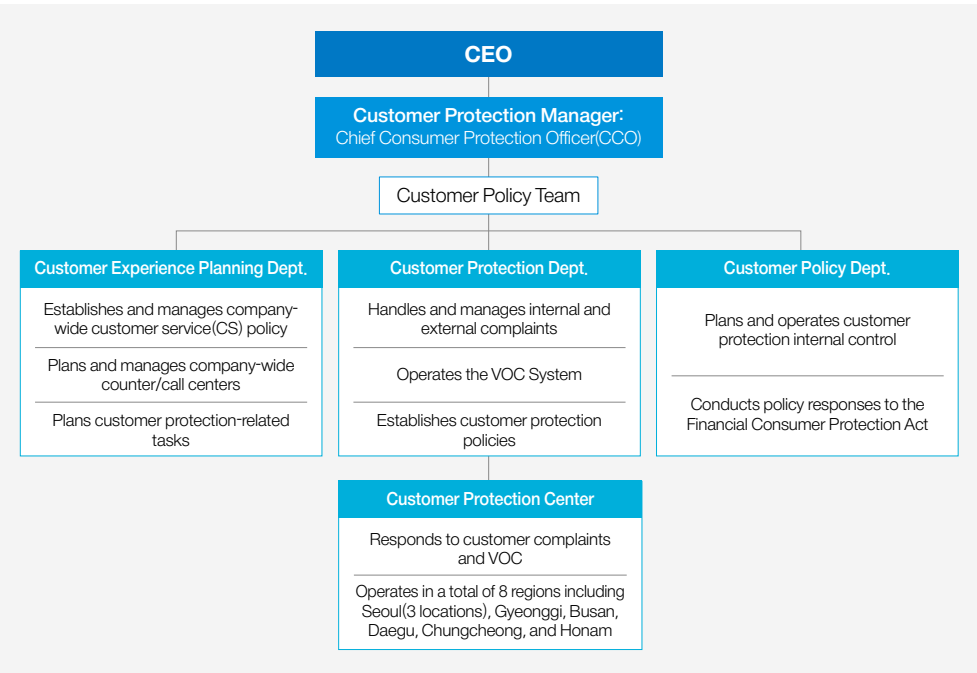 CEO
Customer Protection Manager:
Chief Consumer Protection Officer(CCO)
Customer Policy Team
Customer Experience Planning Dept.
Establishes and manages company-
wide customer service(CS) policy
Plans and manages company-wide
counter/call centers
Plans customer protection-related
tasks
Customer Protection Dept.
Handles and manages internal and
external complaints
Operates the VOC System
Establishes customer protection
policies
Customer Policy Dept.
Plans and operates customer
protection internal control
Conducts policy responses to the
Financial Consumer Protection Act
Customer Protection Center
Responds to customer complaints
and VOC
Operates in a total of 8 regions including
Seoul(3 locations), Gyeonggi, Busan,
Daegu, Chungcheong, and Honam